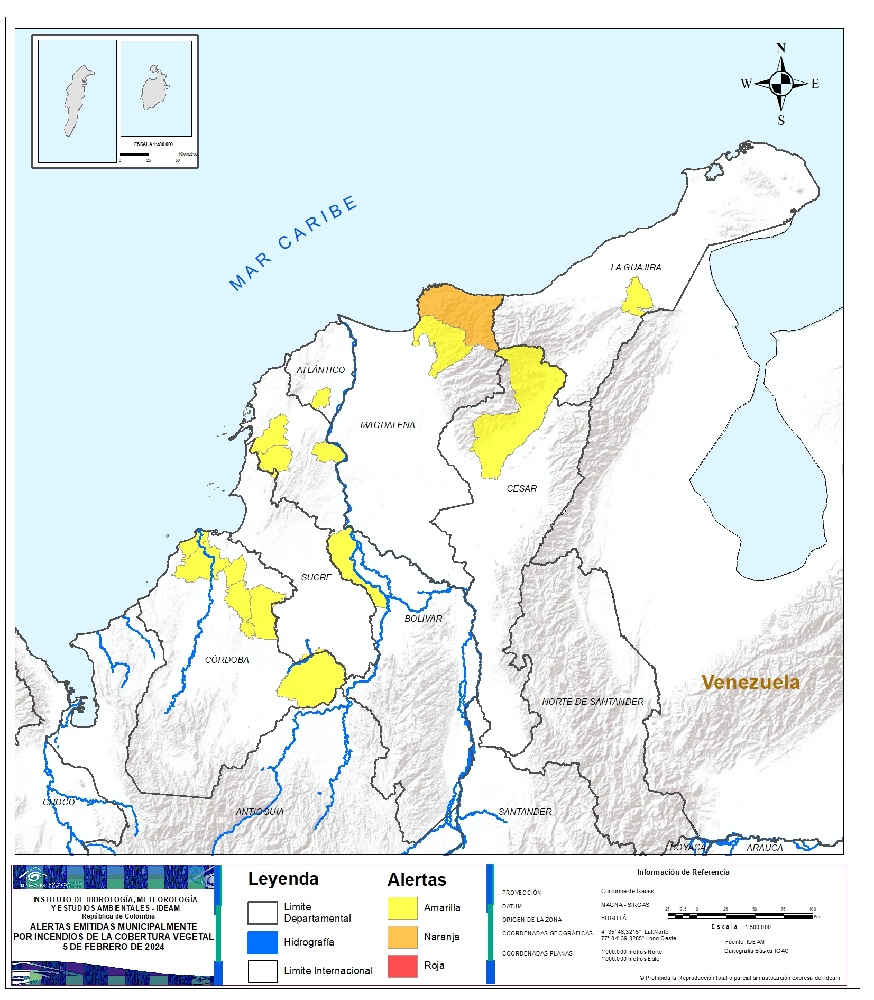 N
W
E
S
ESCALA 1:400.000
Kilómetros
0 25 50
MAR CARIBE
LA GUAJIRA
ATLÁNTICO
MAGDALENA
CESAR
SUCRE
BOLÍVAR
CÓRDOBA
Venezuela
NORTE DE SANTANDER
CHOCÓ
ANTIOQUIA
SANTANDER
BOYACÁ
ARAUCA
IDEAM
INSTITUTO DE HIDROLOGÍA, METEOROLOGÍA
Y ESTUDIOS AMBIENTALES - IDEAM
República de Colombia
ALERTAS EMITIDAS MUNICIPALMENTE
POR INCENDIOS DE LA COBERTURA VEGETAL
5 DE FEBRERO DE 2024
Leyenda
Limite
Departamental
Hidrografía
Limite Internacional
Alertas
Amarilla
Naranja
Roja
Información de Referencia
PROYECCIÓN Conforme de Gauss
DATUM MAGNA - SIRGAS
ORIGEN DE LA ZONA BOGOTÁ
COORDENADAS GEOGRÁFICAS 4° 35' 46,3215" Lat.Norte
77° 04' 39,0285" Long.Oeste
COORDENADAS PLANAS 1'000.000 metros Norte
1'000.000 metros Este
25 12,5 0 25 50 75 100
Km
Escala 1:500.000
Fuente: IDEAM
Cartografía Básica IGAC
© Prohibida la Reproducción total o parcial sin autozación expresa del Ideam